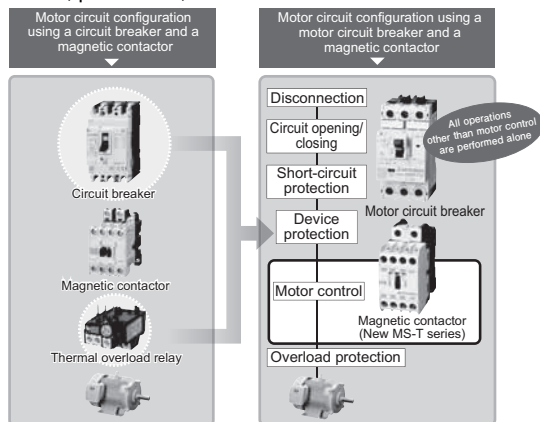 Motor circuit configuration
using a circuit breaker and a
magnetic contactor
Circuit breaker
Magnetic contactor
Thermal overload relay
Motor circuit configuration using a
motor circuit breaker and a
magnetic contactor
Disconnection
Circuit opening/
closing
Short-circuit
protection
Device
protection
Motor control
Overload protection
All operations
other than motor control
are performed alone
Motor circuit breaker
Magnetic contactor
(New MS-T series)